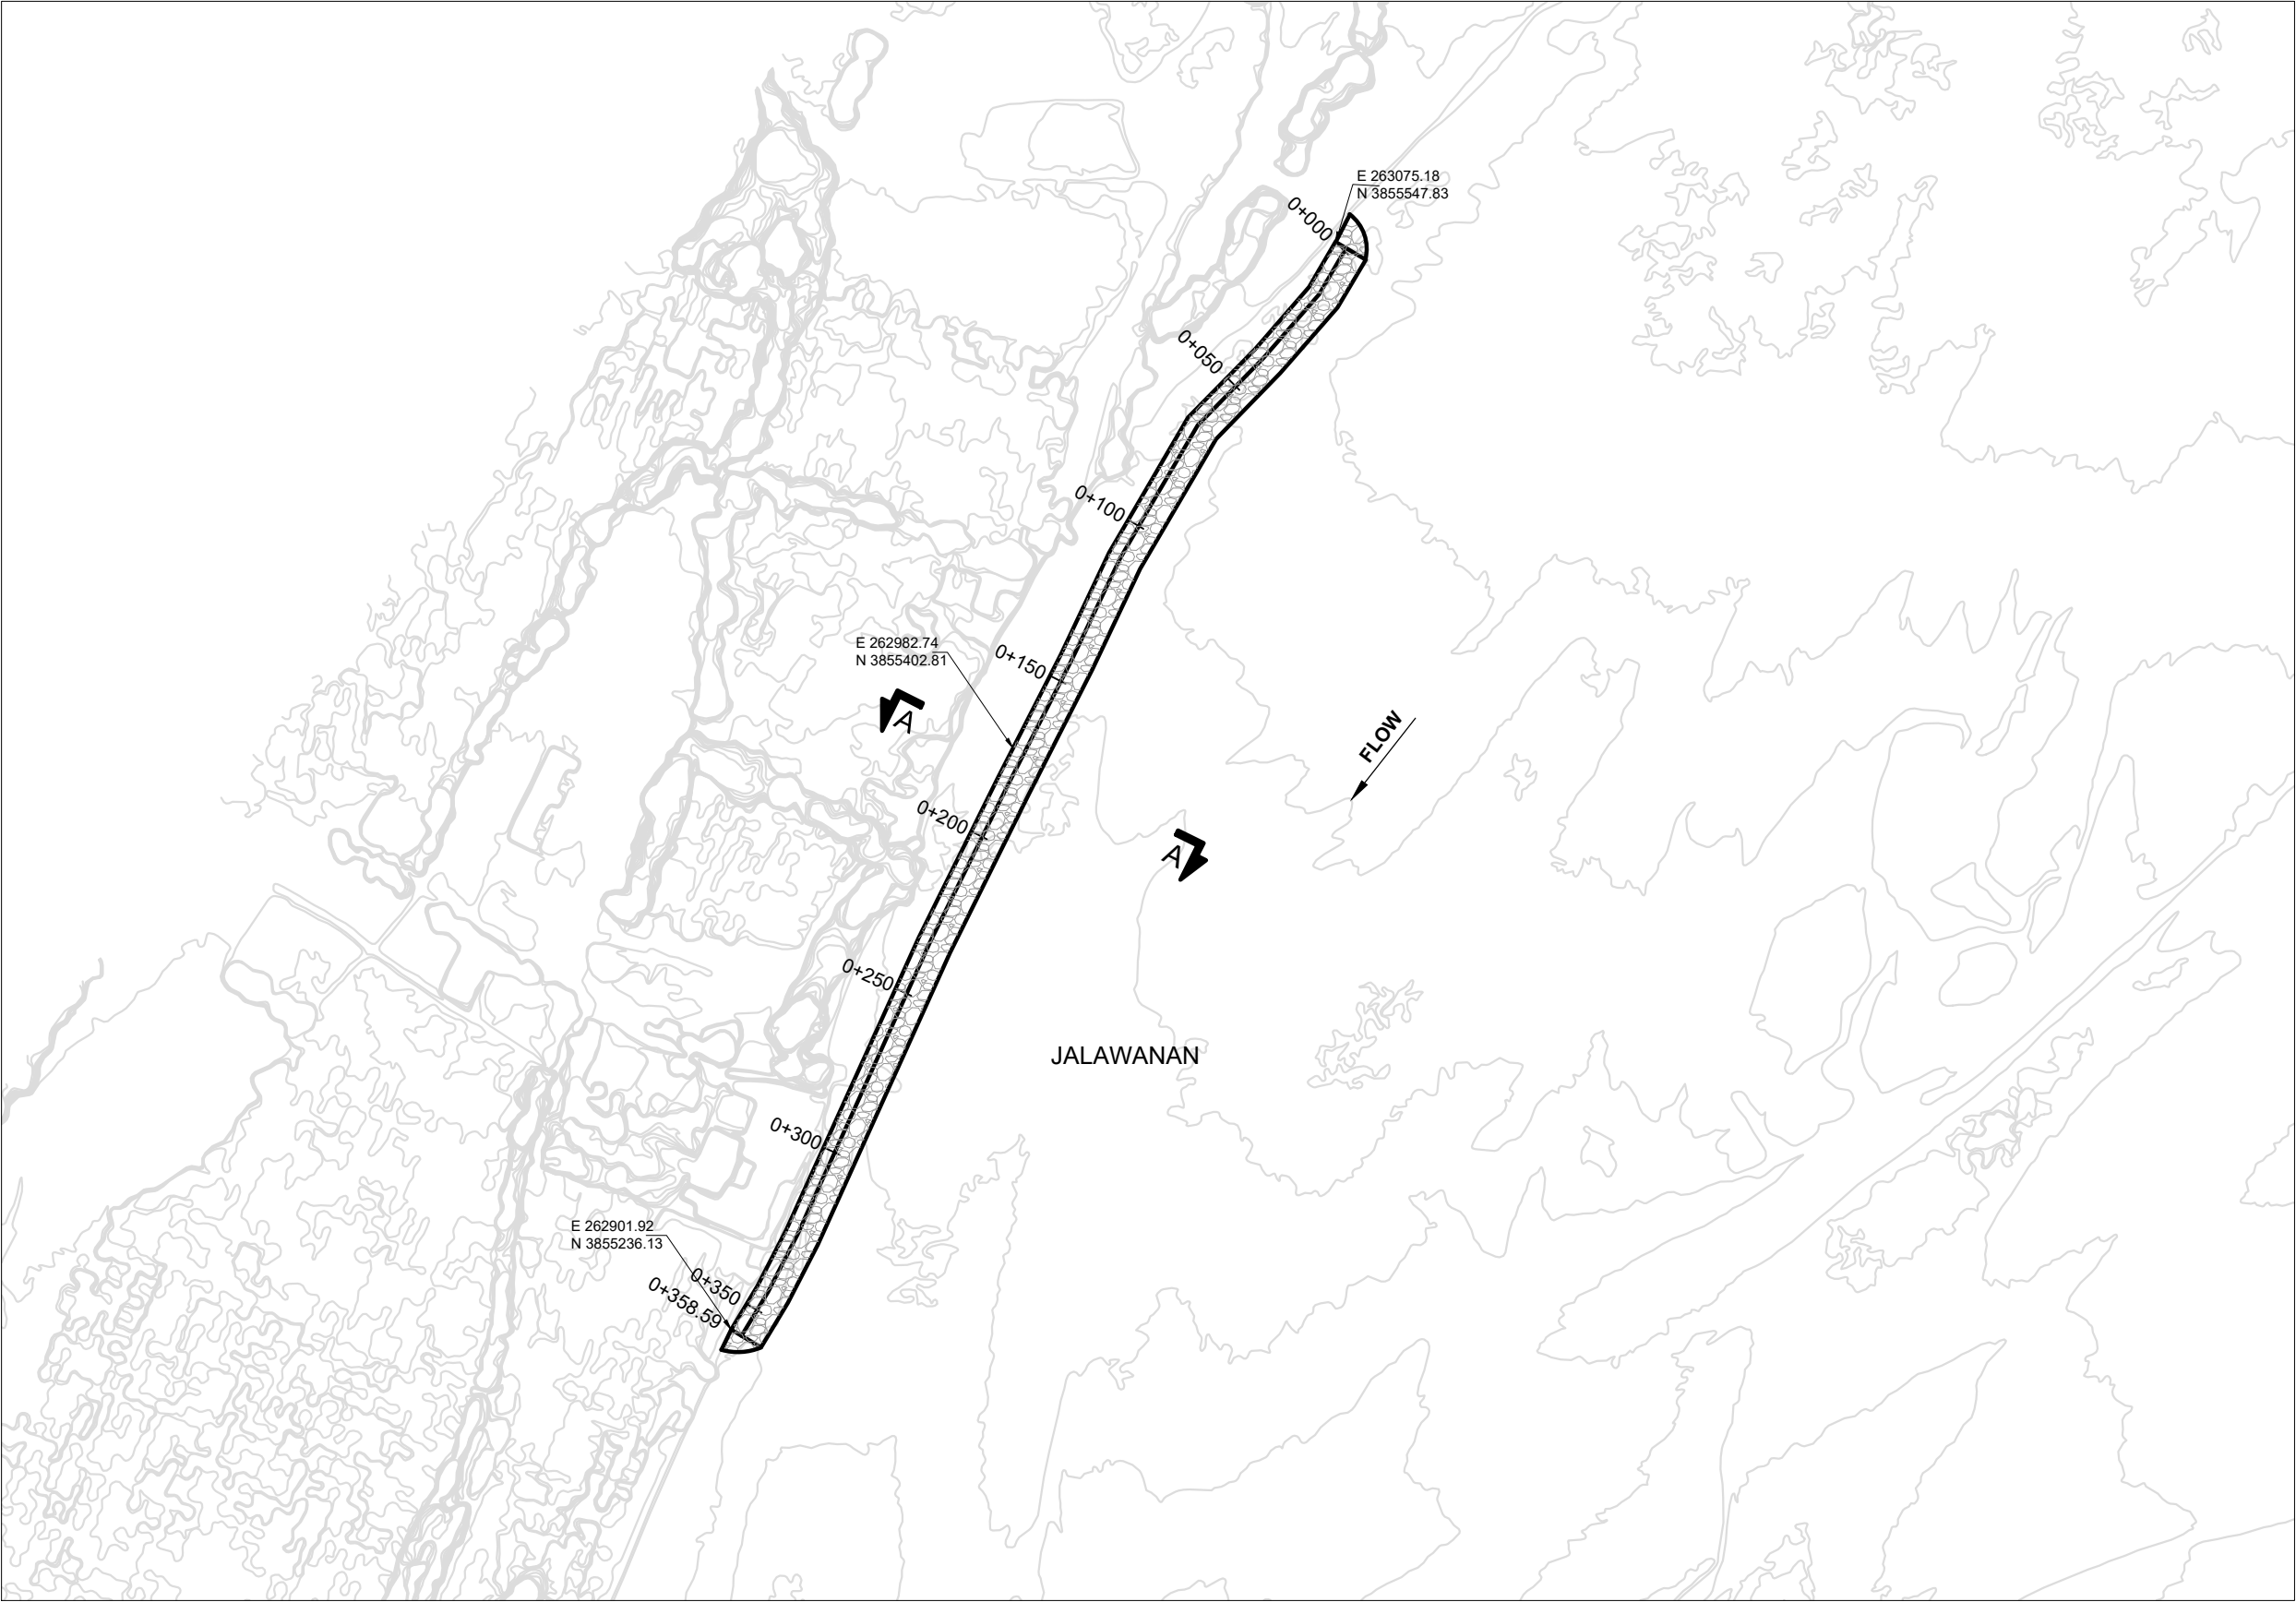 E 263075.18
N 3855547.83
0+000
0+050
0+100
E 262982.74
N 3855402.81
0+150
A
FLOW
0+200
A
0+250
JALAWANAN
0+300
E 262901.92
N 3855236.13
0+350
0+358.59